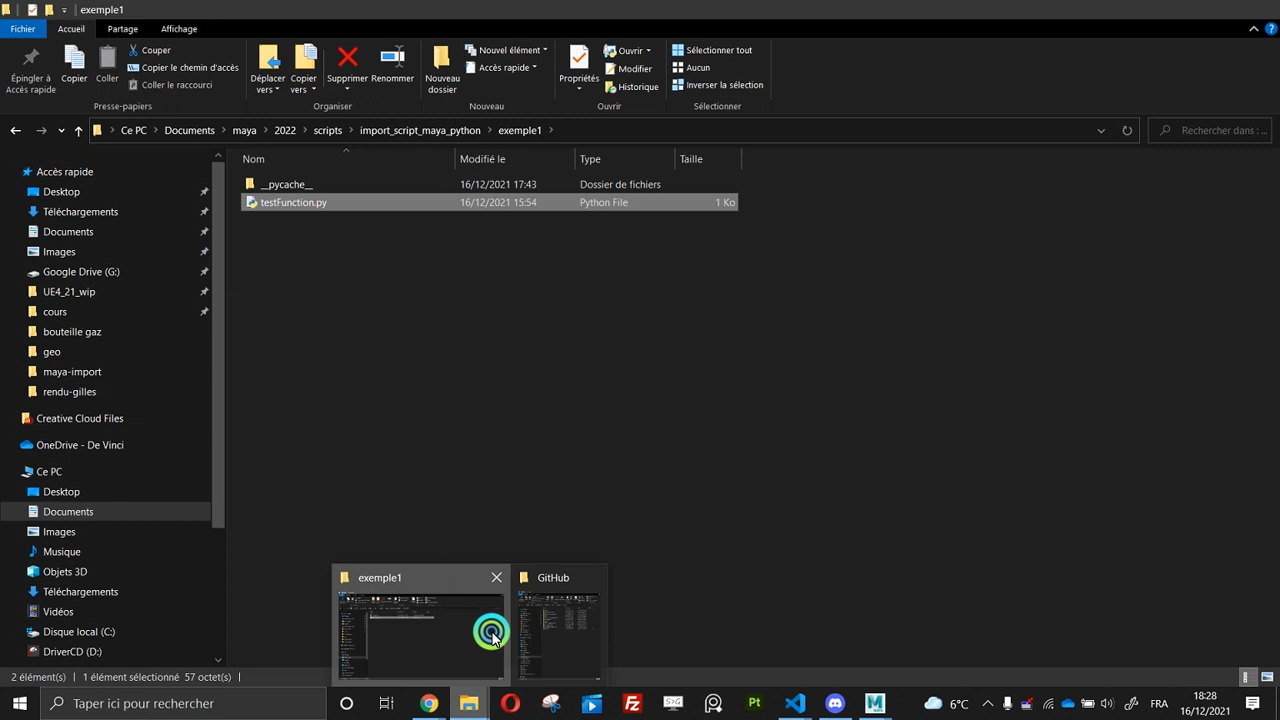 exemple1
Fichier Accueil Partage Affichage
Épingler à Accès rapide
Copier
Coller
Couper
Copier le chemin d'accès
Coller le raccourci
Presse-papiers
Déplacer vers
Copier vers
Supprimer
Renommer
Organiser
Nouveau dossier
Nouvel élément
Accès rapide
Nouveau
Propriétés
Ouvrir
Modifier
Historique
Ouvrir
Sélectionner tout
Aucun
Inverser la sélection
Sélectionner
Ce PC > Documents > maya > 2022 > scripts > import_script_maya_python > exemple1 >
Rechercher dans : ...
Nom Modifié le Type Taille
__pycache__ 16/12/2021 17:43 Dossier de fichiers
testFunction.py 16/12/2021 15:54 Python File 1 Ko
Accès rapide
Desktop
Téléchargements
Documents
Images
Google Drive (G:)
UE4_21_wip
cours
bouteille gaz
geo
maya-import
rendu-gilles
Creative Cloud Files
OneDrive - De Vinci
Ce PC
Desktop
Documents
Images
Musique
Objets 3D
Téléchargements
Vidéos
Disque local (C:)
DriverCD (D:)
exemple1
GitHub
2 élément(s) 1 élément sélectionné 57 octet(s)
Taper ici pour rechercher
6°C
FRA
18:28
16/12/2021